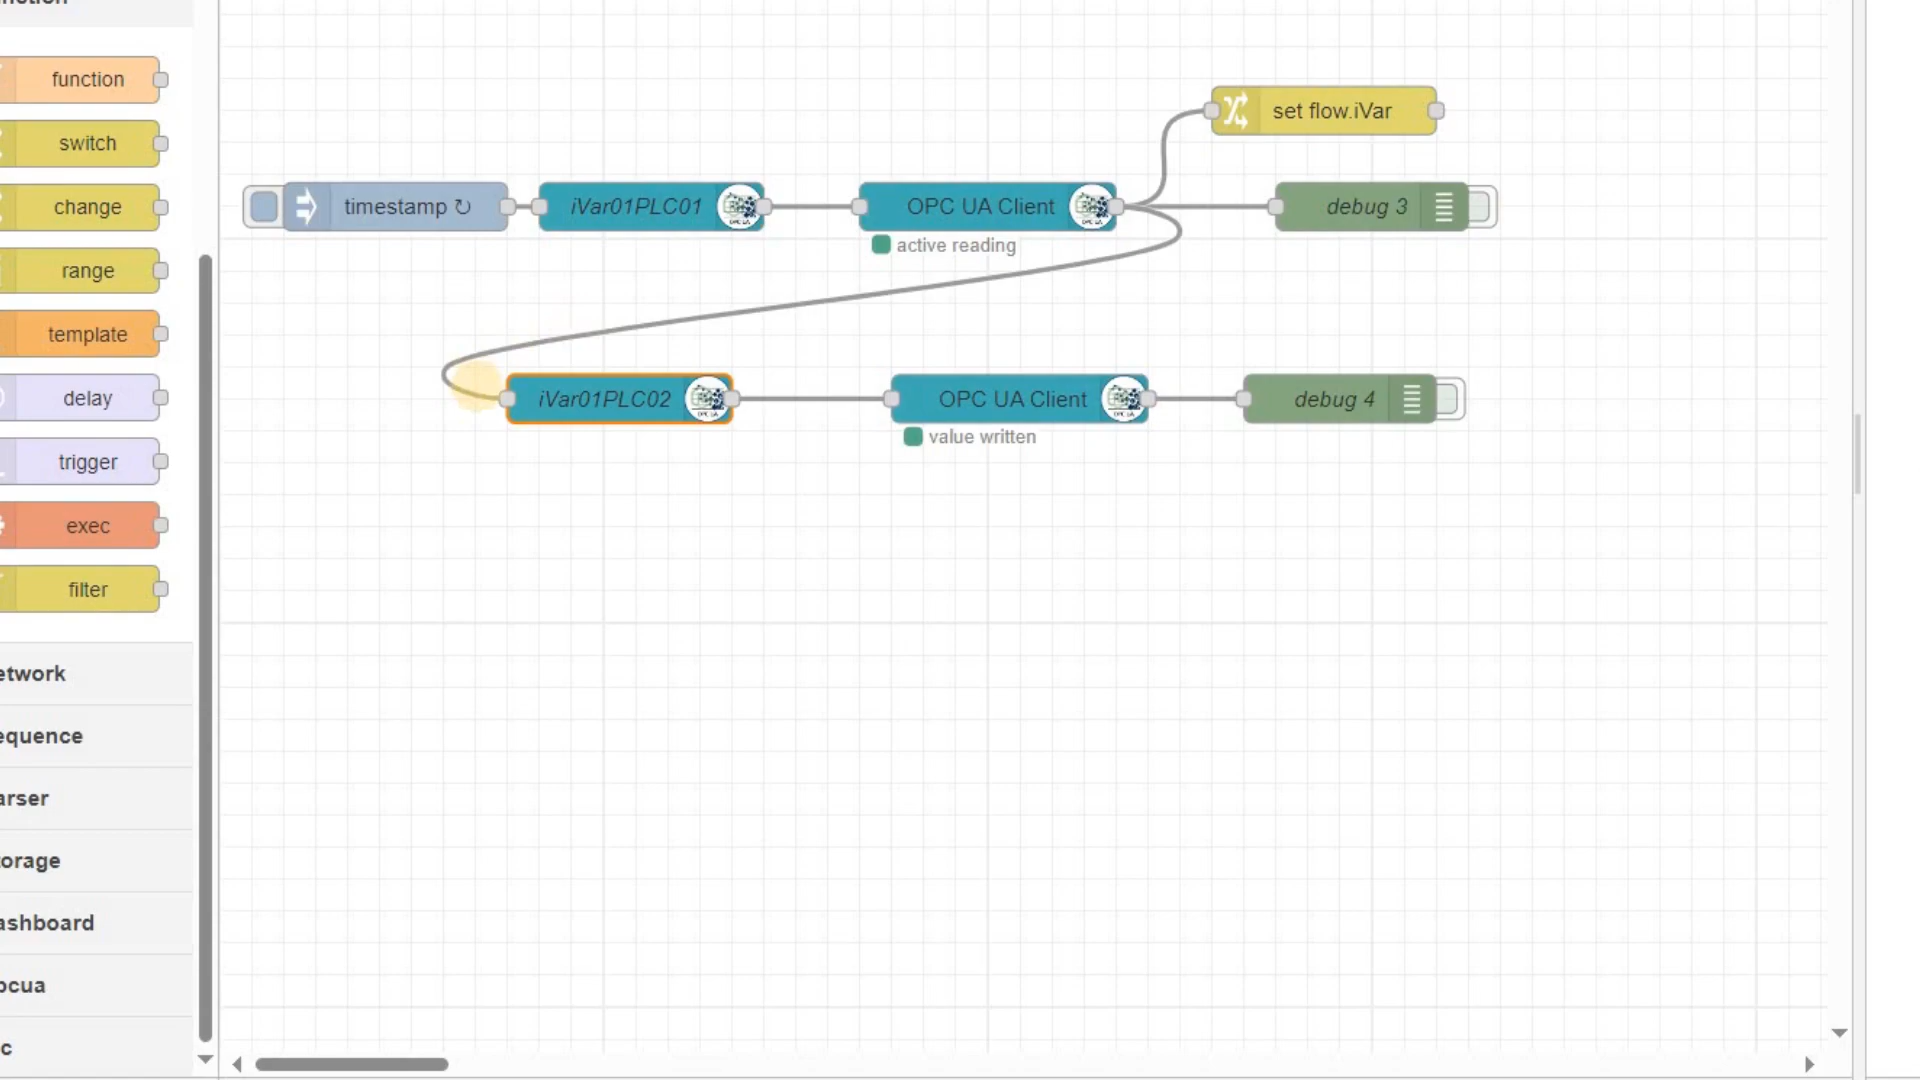 function
switch
change
range
template
delay
trigger
exec
filter
etwork
equence
arser
orage
ashboard
pcua
c
set flow.iVar
timestamp ↻
iVar01PLC01
OPC UA Client
debug 3
active reading
iVar01PLC02
OPC UA Client
debug 4
value written